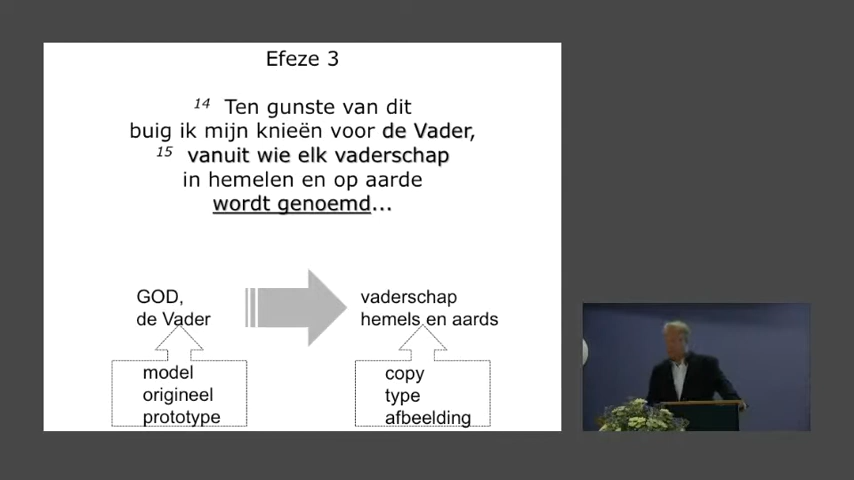 Efeze 3
14 Ten gunste van dit
buig ik mijn knieën voor de Vader,
15 vanuit wie elk vaderschap
in hemelen en op aarde
wordt genoemd...
GOD,
de Vader
vaderschap
hemels en aards
model
origineel
prototype
copy
type
afbeelding